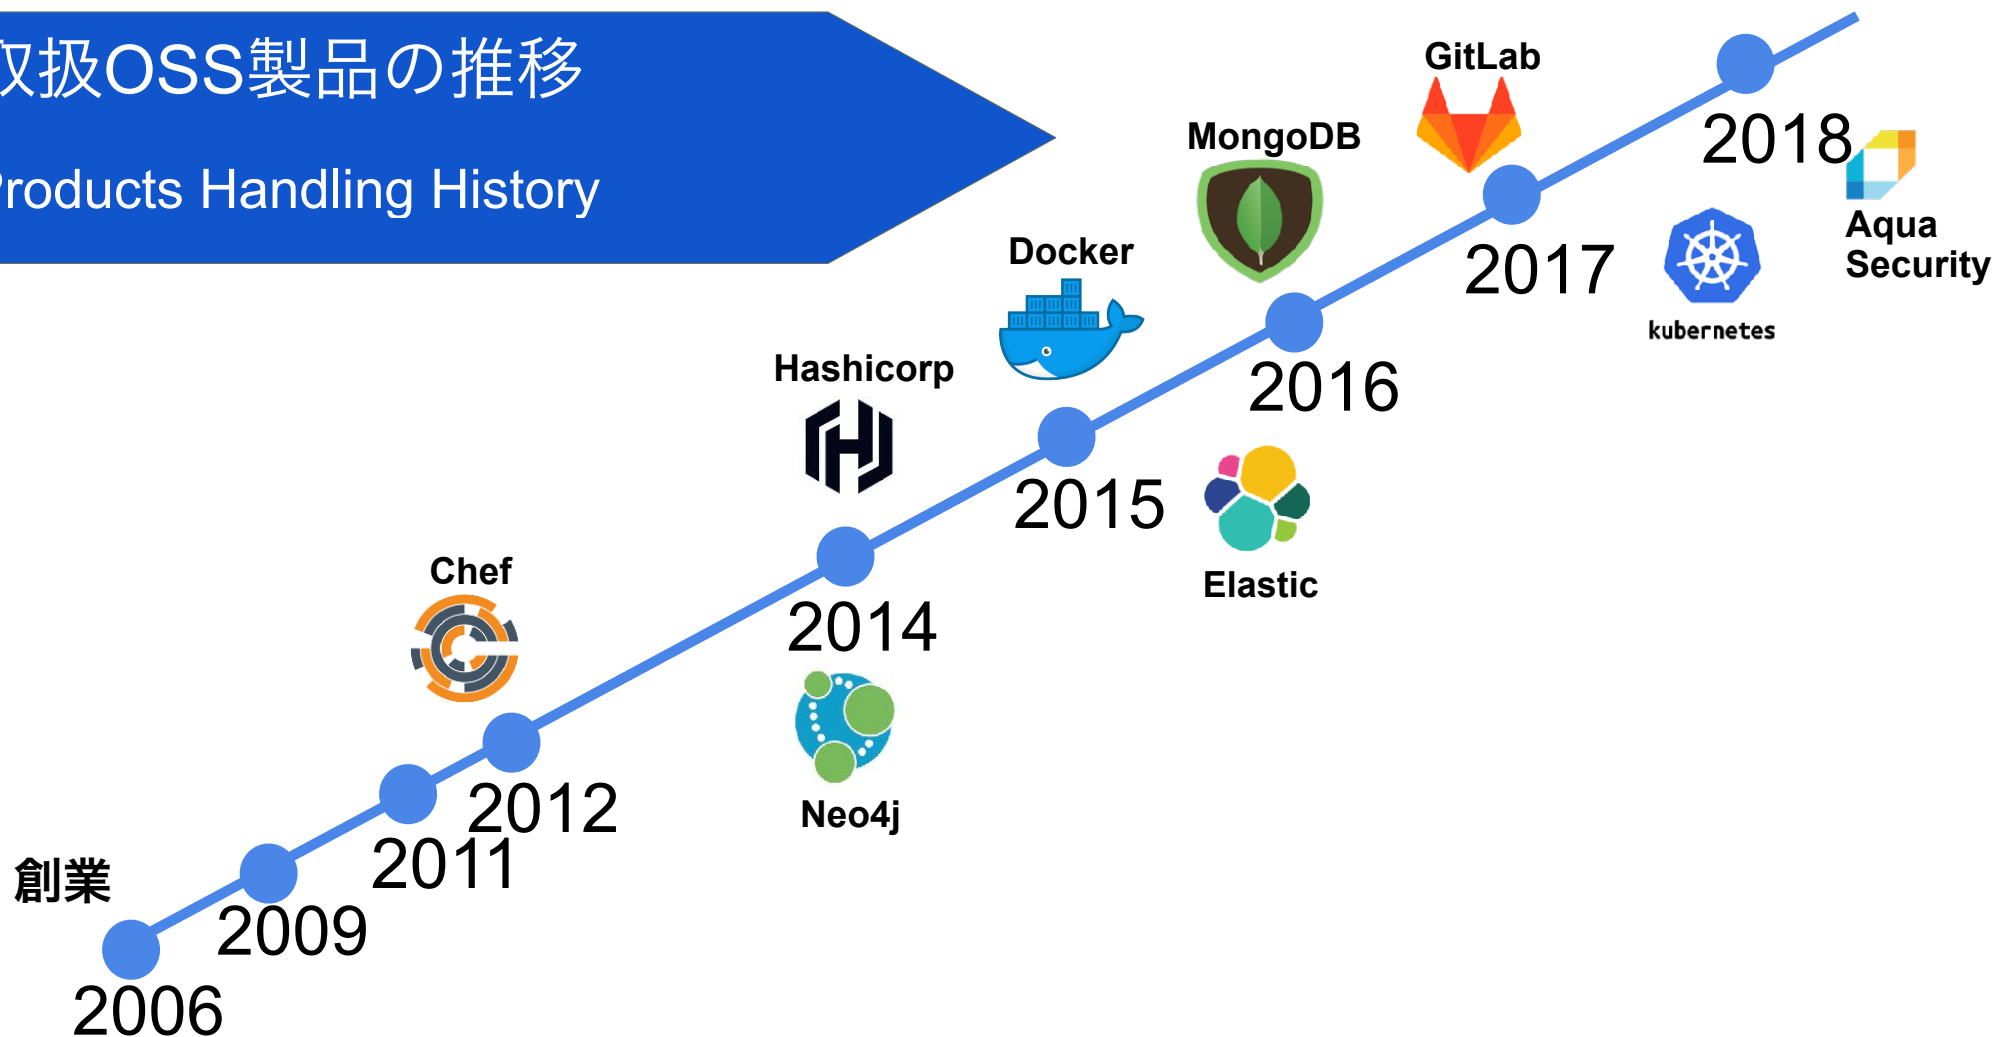 取扱OSS製品の推移
Products Handling History
GitLab
2018
MongoDB
Aqua
Security
Docker
2017
kubernetes
Hashicorp
2016
2015
Chef
Elastic
2014
Neo4j
2012
2011
創業
2009
2006